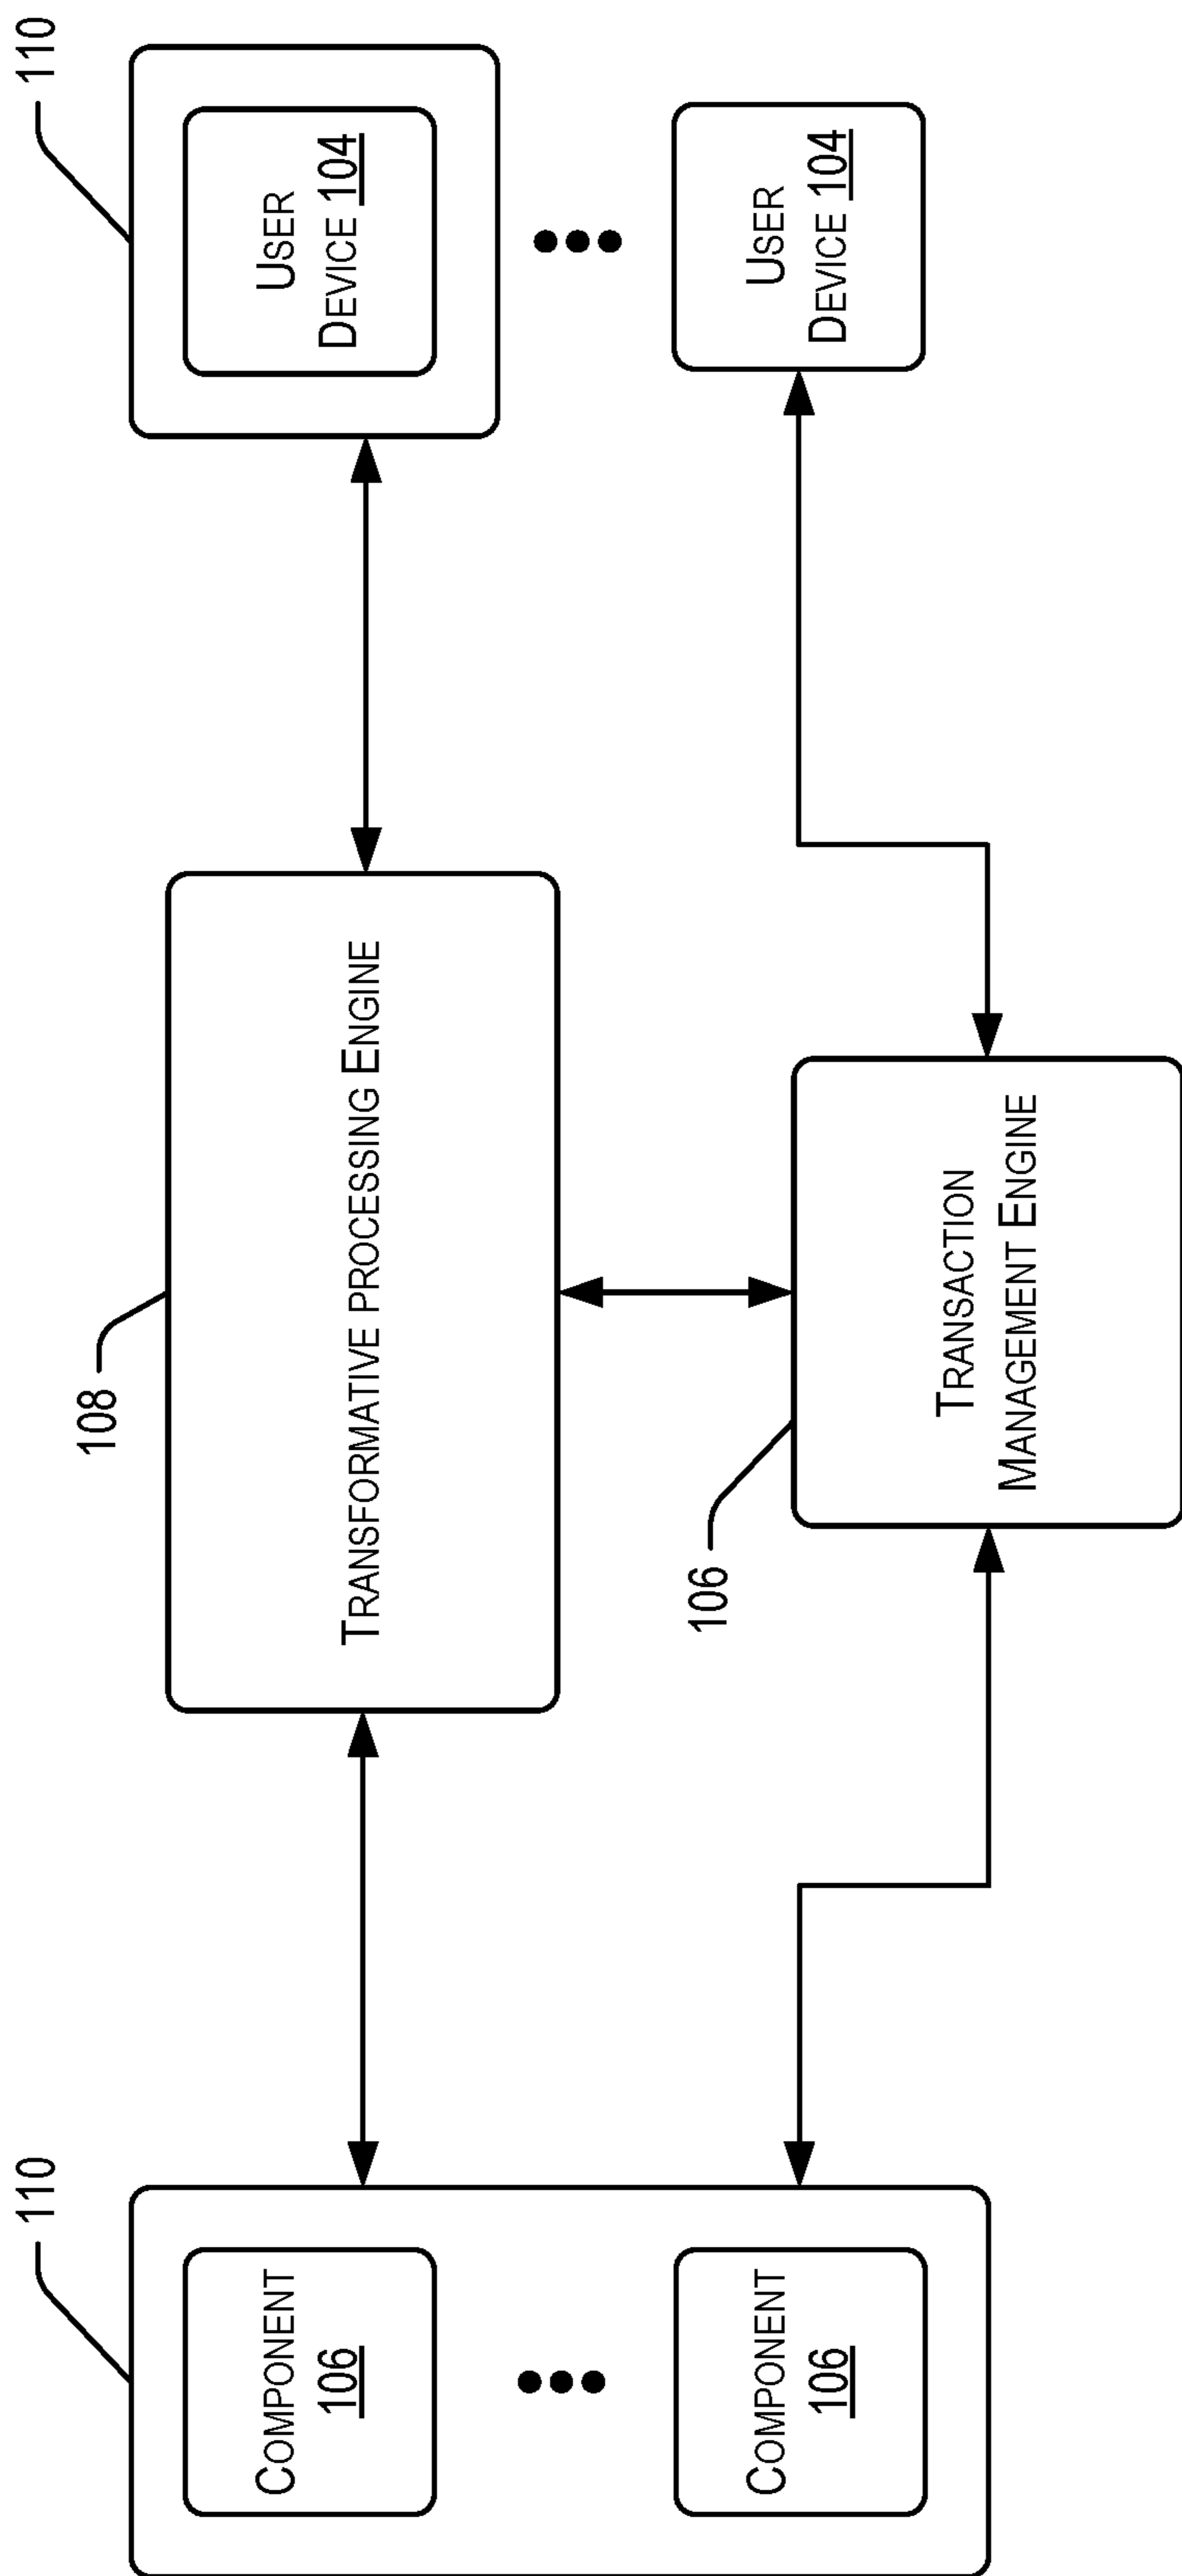 110
110
108
COMPONENT
106
TRANSFORMATIVE PROCESSING ENGINE
USER
DEVICE 104
106
COMPONENT
106
TRANSACTION
MANAGEMENT ENGINE
USER
DEVICE 104